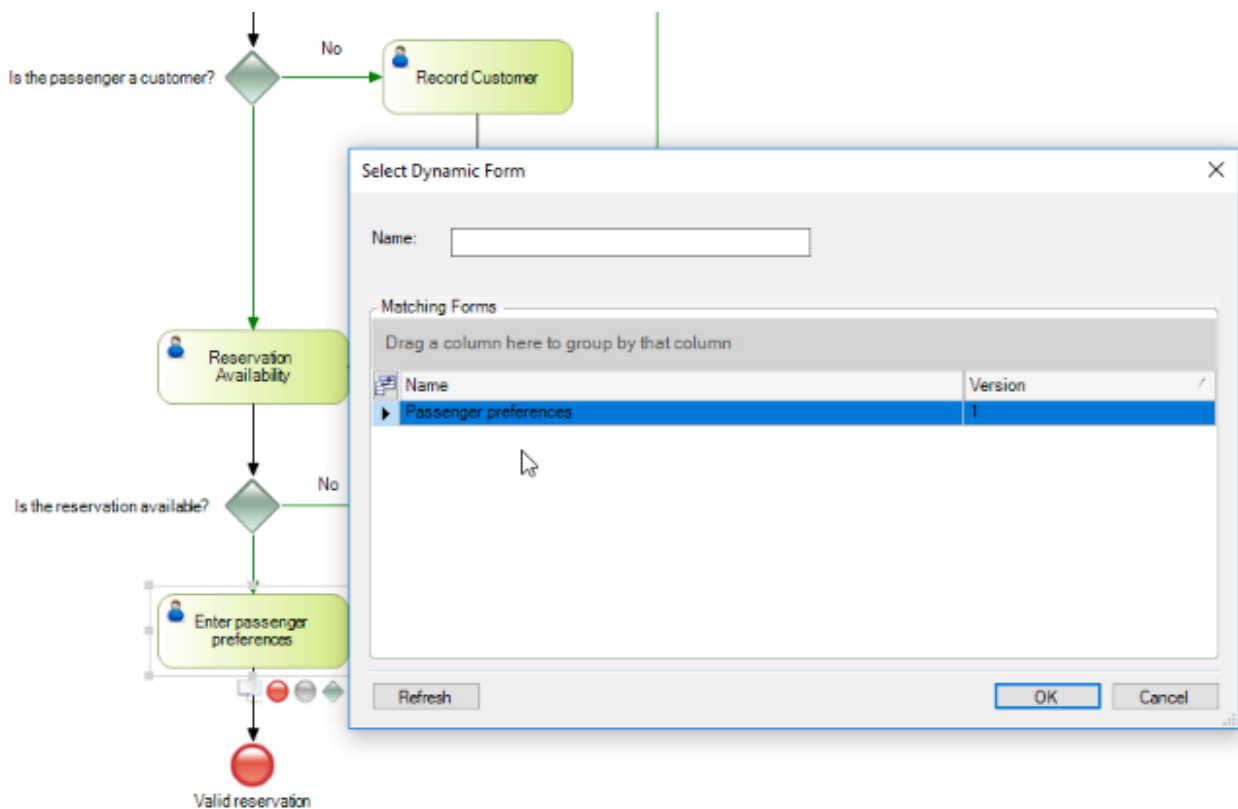 No
Is the passenger a customer?
Record Customer
Select Dynamic Form
Name:
Matching Forms
Drag a column here to group by that column
Name Version
Passenger preferences 1
Reservation
Availability
No
Is the reservation available?
Enter passenger
preferences
Refresh OK Cancel
Valid reservation